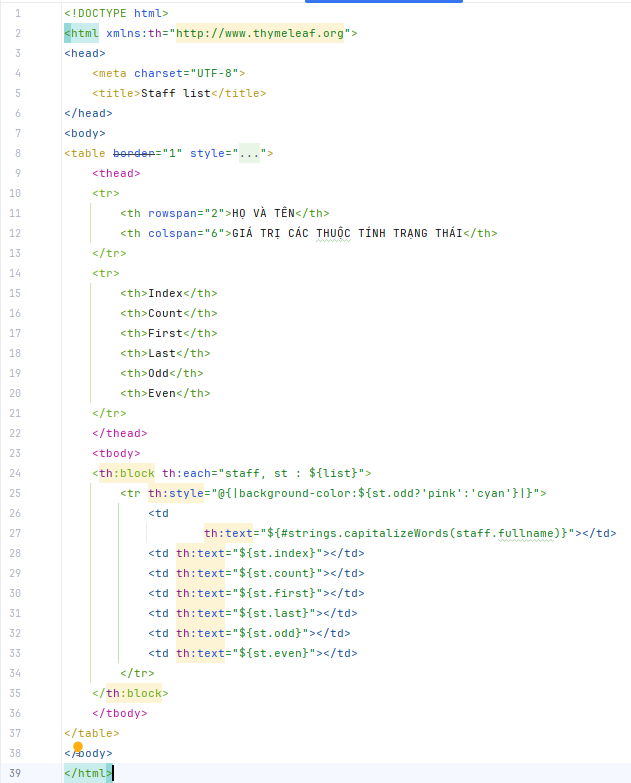 1 <!DOCTYPE html>
2 <html xmlns:th="http://www.thymeleaf.org">
3 <head>
4     <meta charset="UTF-8">
5     <title>Staff list</title>
6 </head>
7 <body>
8 <table border="1" style="...">
9     <thead>
10     <tr>
11         <th rowspan="2">HỌ VÀ TÊN</th>
12         <th colspan="6">GIÁ TRỊ CÁC THUỘC TÍNH TRẠNG THÁI</th>
13     </tr>
14     <tr>
15         <th>Index</th>
16         <th>Count</th>
17         <th>First</th>
18         <th>Last</th>
19         <th>Odd</th>
20         <th>Even</th>
21     </tr>
22     </thead>
23     <tbody>
24     <th:block th:each="staff, st : ${list}">
25         <tr th:style="@{|background-color:${st.odd?'pink':'cyan'}|}">
26             <td
27                     th:text="${#strings.capitalizeWords(staff.fullname)}"></td>
28             <td th:text="${st.index}"></td>
29             <td th:text="${st.count}"></td>
30             <td th:text="${st.first}"></td>
31             <td th:text="${st.last}"></td>
32             <td th:text="${st.odd}"></td>
33             <td th:text="${st.even}"></td>
34         </tr>
35     </th:block>
36     </tbody>
37 </table>
38 </body>
39 </html>